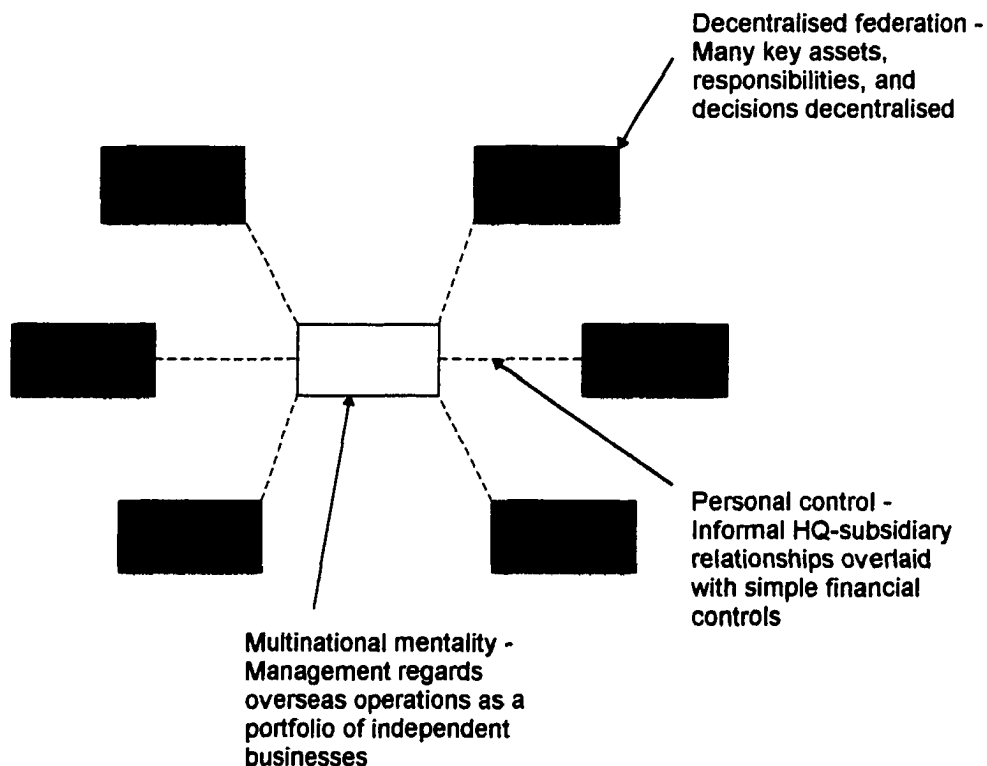 Decentralised federation -
Many key assets,
responsibilities, and
decisions decentralised
Personal control -
Informal HQ-subsidiary
relationships overlaid
with simple financial
controls
Multinational mentality -
Management regards
overseas operations as a
portfolio of independent
businesses